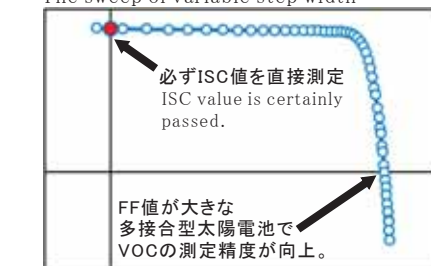 The sweep of variable step width
必ずISC値を直接測定
ISC value is certainly
passed.
FF値が大きな
多接合型太陽電池で
VOCの測定精度が向上。